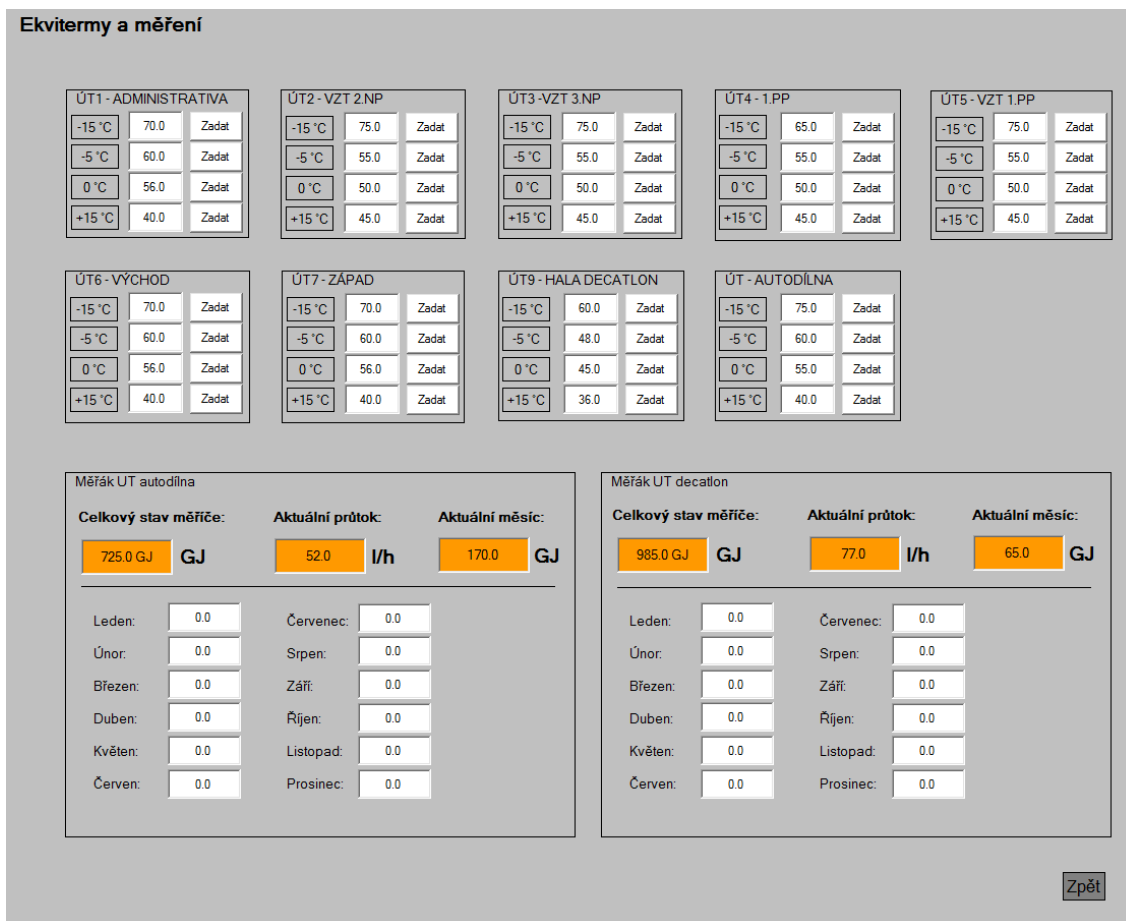 Ekvitermy a měření
ÚT1 - ADMINISTRATIVA
-15 °C 70.0 Zadat
-5 °C 60.0 Zadat
0 °C 56.0 Zadat
+15 °C 40.0 Zadat
ÚT2 - VZT 2.NP
-15 °C 75.0 Zadat
-5 °C 55.0 Zadat
0 °C 50.0 Zadat
+15 °C 45.0 Zadat
ÚT3 -VZT 3.NP
-15 °C 75.0 Zadat
-5 °C 55.0 Zadat
0 °C 50.0 Zadat
+15 °C 45.0 Zadat
ÚT4 - 1.PP
-15 °C 65.0 Zadat
-5 °C 55.0 Zadat
0 °C 50.0 Zadat
+15 °C 45.0 Zadat
ÚT5 - VZT 1.PP
-15 °C 75.0 Zadat
-5 °C 55.0 Zadat
0 °C 50.0 Zadat
+15 °C 45.0 Zadat
ÚT6 - VÝCHOD
-15 °C 70.0 Zadat
-5 °C 60.0 Zadat
0 °C 56.0 Zadat
+15 °C 40.0 Zadat
ÚT7 - ZÁPAD
-15 °C 70.0 Zadat
-5 °C 60.0 Zadat
0 °C 56.0 Zadat
+15 °C 40.0 Zadat
ÚT9 - HALA DECATLON
-15 °C 60.0 Zadat
-5 °C 48.0 Zadat
0 °C 45.0 Zadat
+15 °C 36.0 Zadat
ÚT - AUTODÍLNA
-15 °C 75.0 Zadat
-5 °C 60.0 Zadat
0 °C 55.0 Zadat
+15 °C 40.0 Zadat
Měřák UT autodílna
Celkový stav měříče: Aktuální průtok: Aktuální měsíc:
725.0 GJ GJ 52.0 l/h 170.0 GJ
Leden: 0.0 Červenec: 0.0
Únor: 0.0 Srpen: 0.0
Březen: 0.0 Září: 0.0
Duben: 0.0 Říjen: 0.0
Květen: 0.0 Listopad: 0.0
Červen: 0.0 Prosinec: 0.0
Měřák UT decatlon
Celkový stav měříče: Aktuální průtok: Aktuální měsíc:
985.0 GJ GJ 77.0 l/h 65.0 GJ
Leden: 0.0 Červenec: 0.0
Únor: 0.0 Srpen: 0.0
Březen: 0.0 Září: 0.0
Duben: 0.0 Říjen: 0.0
Květen: 0.0 Listopad: 0.0
Červen: 0.0 Prosinec: 0.0
Zpět